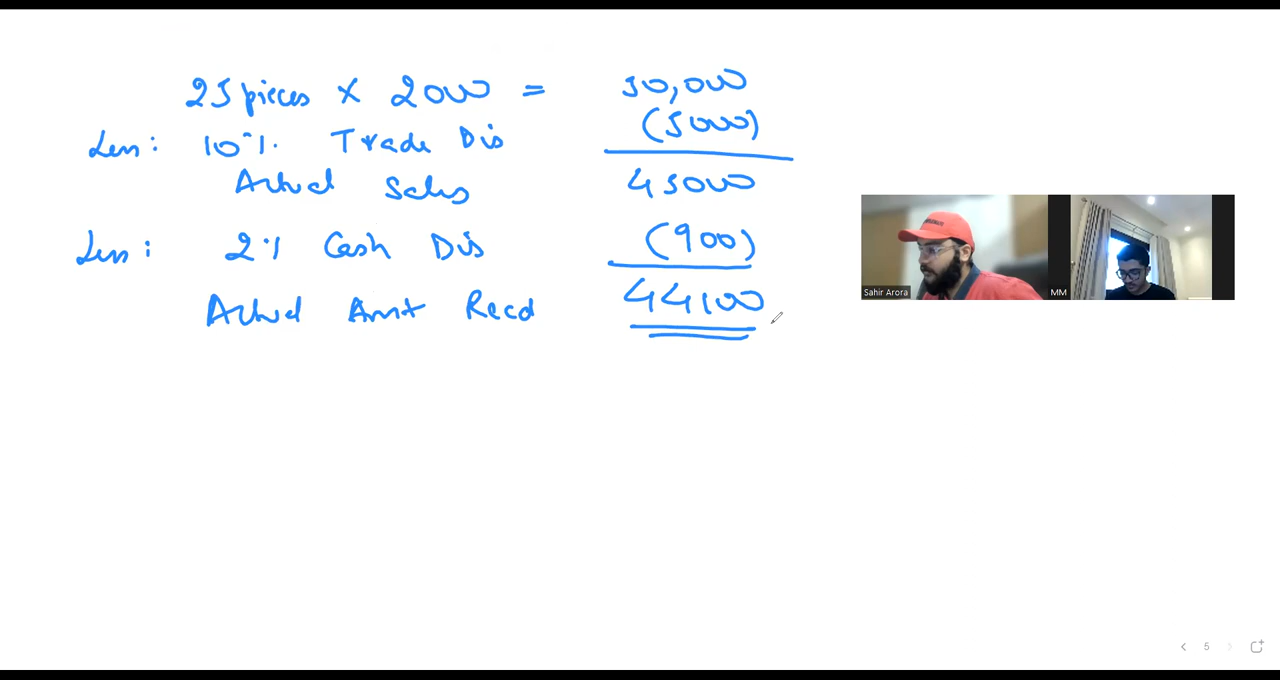 25 pieces x 2000 = 50,000
Less: 10% Trade Dis (5000)
Actual Sales 45000
Less: 2% Cash Dis (900)
Actual Amt Recd 44100
Sahir Arora MM
5